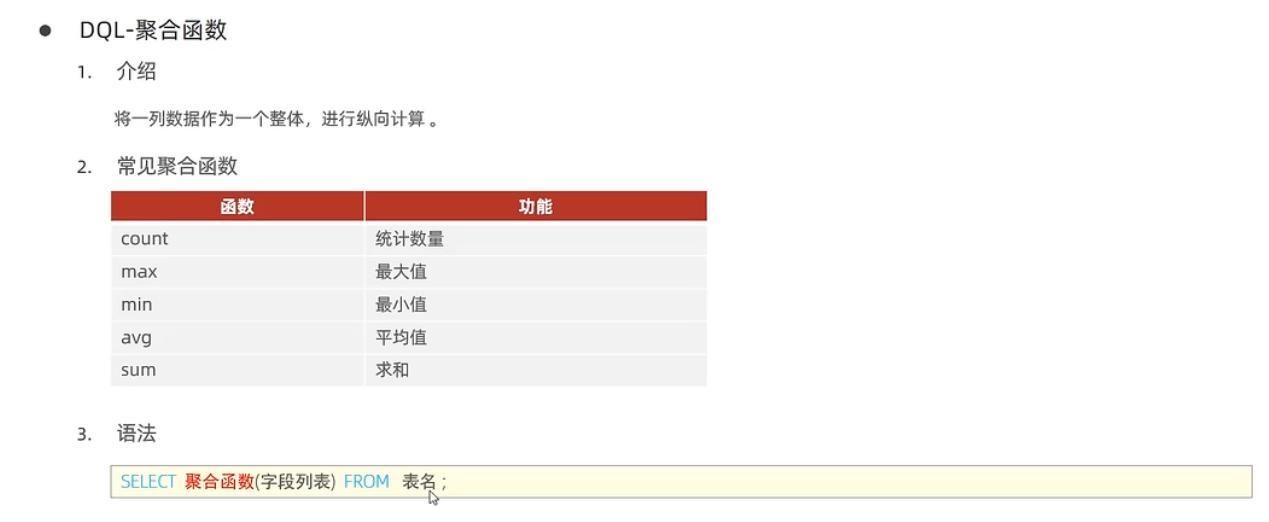 ● DQL-聚合函数
1. 介绍
将一列数据作为一个整体，进行纵向计算 。
2. 常见聚合函数
函数 功能
count 统计数量
max 最大值
min 最小值
avg 平均值
sum 求和
3. 语法
SELECT 聚合函数(字段列表) FROM 表名 ;